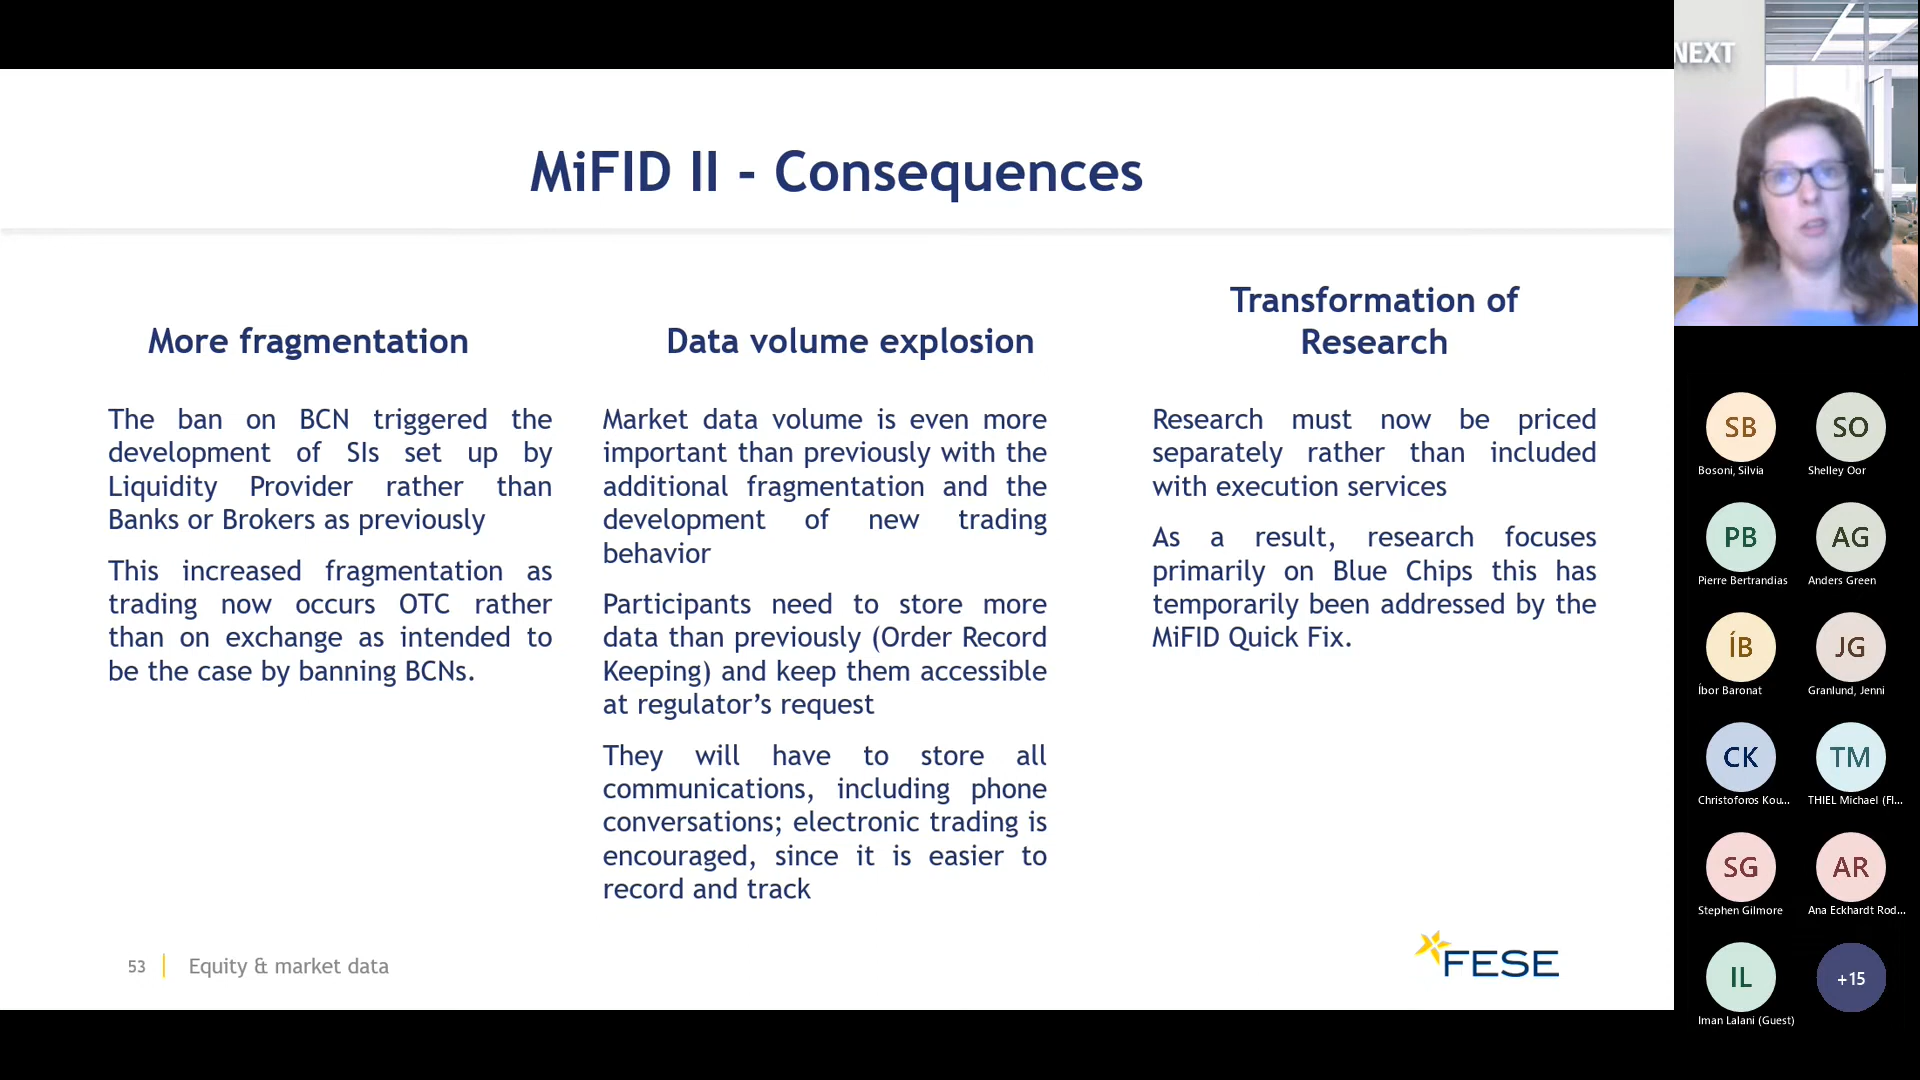 MiFID II - Consequences
More fragmentation
The ban on BCN triggered the
development of SIs set up by
Liquidity Provider rather than
Banks or Brokers as previously
This increased fragmentation as
trading now occurs OTC rather
than on exchange as intended to
be the case by banning BCNs.
Data volume explosion
Market data volume is even more
important than previously with the
additional fragmentation and the
development of new trading
behavior
Participants need to store more
data than previously (Order Record
Keeping) and keep them accessible
at regulator’s request
They will have to store all
communications, including phone
conversations; electronic trading is
encouraged, since it is easier to
record and track
Transformation of
Research
Research must now be priced
separately rather than included
with execution services
As a result, research focuses
primarily on Blue Chips this has
temporarily been addressed by the
MiFID Quick Fix.
53
Equity & market data
FESE
NEXT
SB
Bosoni, Silvia
SO
Shelley Oor
PB
Pierre Bertrandias
AG
Anders Green
ÍB
Íbor Baronat
JG
Granlund, Jenni
CK
Christoforos Kou...
TM
THIEL Michael (FI...
SG
Stephen Gilmore
AR
Ana Eckhardt Rod...
IL
Iman Lalani (Guest)
+15